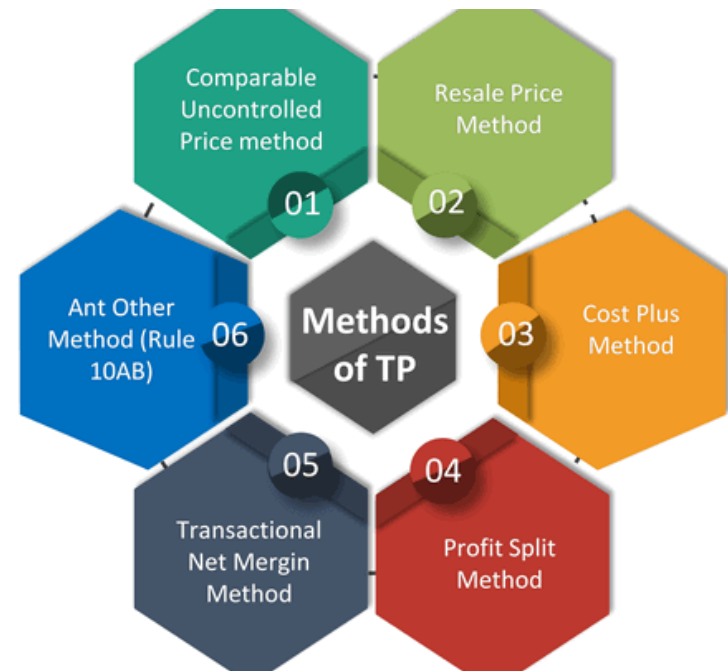 Comparable
Uncontrolled
Price method
01
Resale Price
Method
02
Cost Plus
Method
03
Profit Split
Method
04
Transactional
Net Mergin
Method
05
Ant Other
Method (Rule
10AB)
06
Methods
of TP